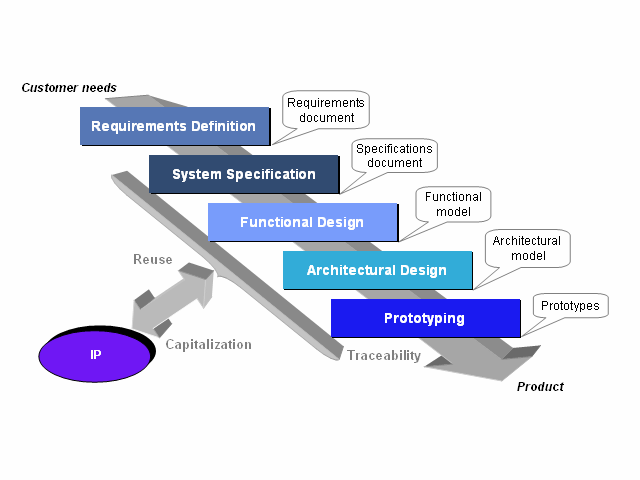 Customer needs
Requirements
document
Requirements Definition
Specifications
document
System Specification
Functional
model
Functional Design
Architectural
model
Reuse
Architectural Design
Prototypes
Prototyping
Capitalization
IP
Traceability
Product